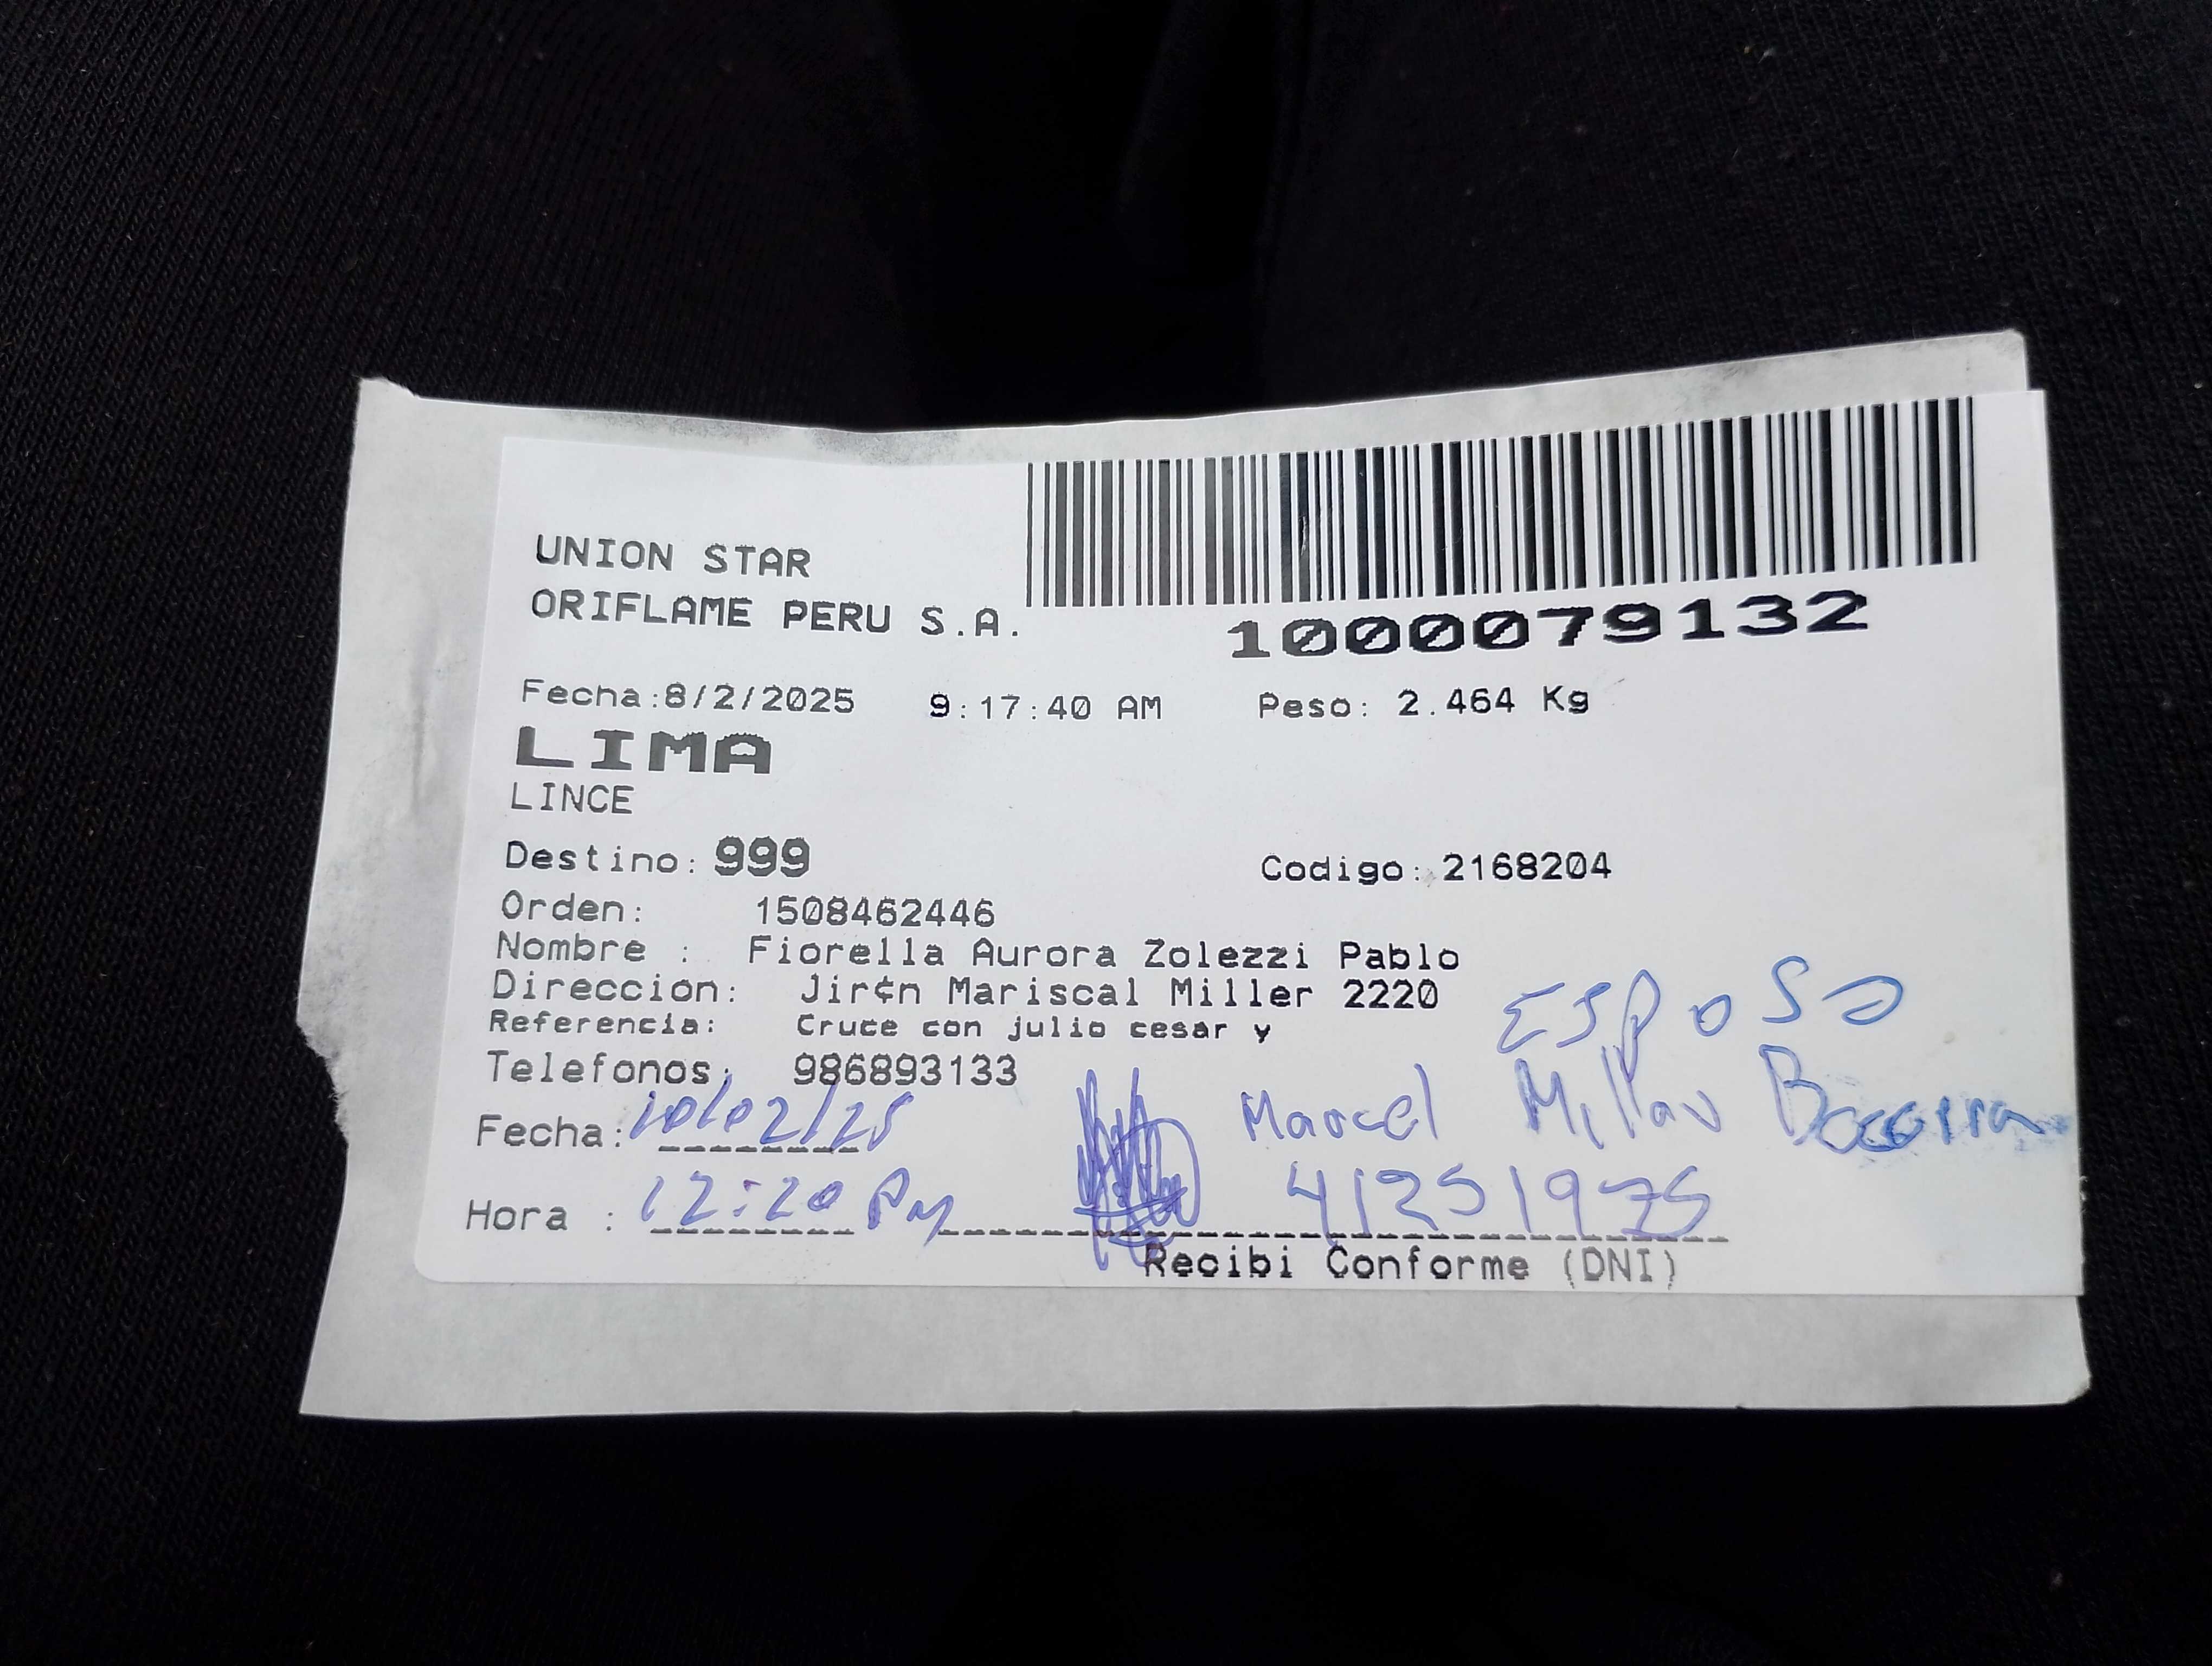 UNION STAR
ORIFLAME PERU S.A.
1000079132
Fecha:8/2/2025 9:17:40 AM Peso: 2.464 Kg
LIMA
LINCE
Destino: 999 Codigo: 2168204
Orden: 1508462446
Nombre : Fiorella Aurora Zolezzi Pablo
Direccion: Jir¢n Mariscal Miller 2220
ESPOSO
Referencia: Cruce con julio cesar y
Telefonos: 986893133
Fecha: 10/02/25 Marcel Millav
Hora : 12:20 Pm 41251975
Recibi Conforme (DNI)